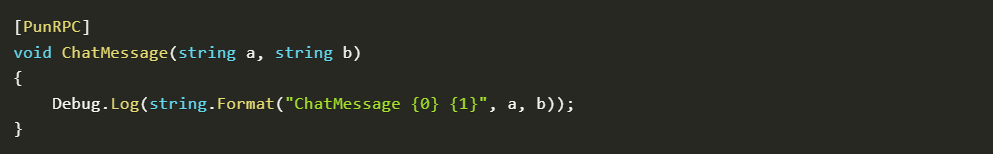 [PunRPC]
void ChatMessage(string a, string b)
{
    Debug.Log(string.Format("ChatMessage {0} {1}", a, b));
}